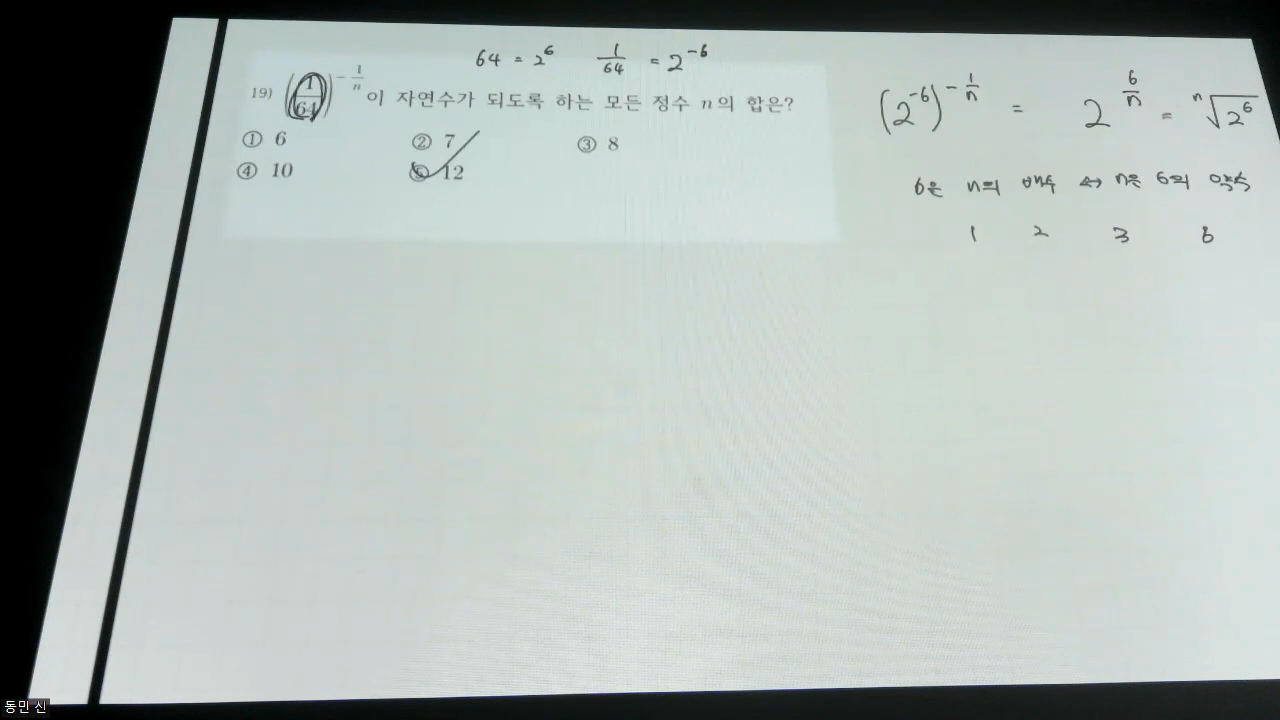 64 = 2^6 1/64 = 2^-6
19) (1/64)^(-1/n) 이 자연수가 되도록 하는 모든 정수 n의 합은?
① 6 ② 7 ③ 8
④ 10 ⑤ 12
(2^-6)^(-1/n) = 2^(6/n) = ⁿ√(2^6)
6은 n의 배수 ↔ n은 6의 약수
1 2 3 6
동민 신